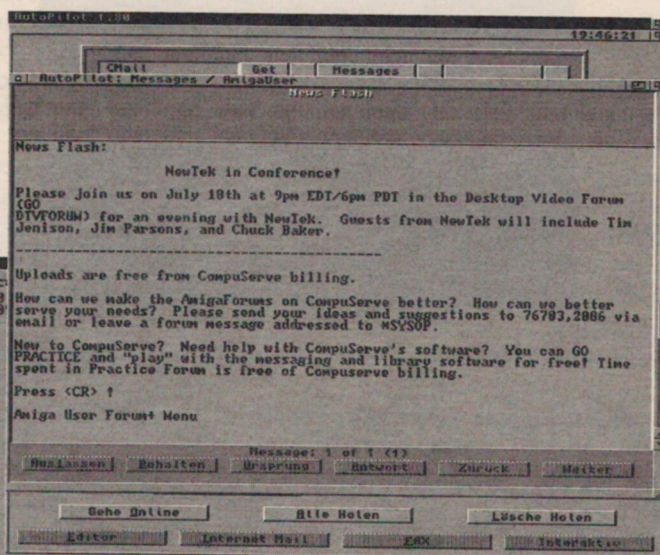 AutoPilot 1.80
19:46:21
CMail Get Messages
AutoPilot: Messages / AmigaUser
News Flash
News Flash:
NewTek in Conference!
Please join us on July 18th at 9pm EDT/6pm PDT in the Desktop Video Forum
(GO
DTVFORUM) for an evening with NewTek. Guests from NewTek will include Tim
Jenison, Jim Parsons, and Chuck Baker.
------------------------------------------------
Uploads are free from CompuServe billing.
How can we make the AmigaForums on CompuServe better? How can we better
serve your needs? Please send your ideas and suggestions to 76703,2006 via
email or leave a forum message addressed to *SYSOP.
New to CompuServe? Need help with CompuServe's software? You can GO
PRACTICE and "play" with the messaging and library software for free! Time
spent in Practice Forum is free of Compuserve billing.
Press <CR> !
Amiga User Forum+ Menu
Message: 1 of 1 (1)
Auslassen Behalten Ursprung Antwort Zurück Weiter
Gehe Online Alle Holen Lösche Holen
Editor Internet Mail FAX Interaktiv